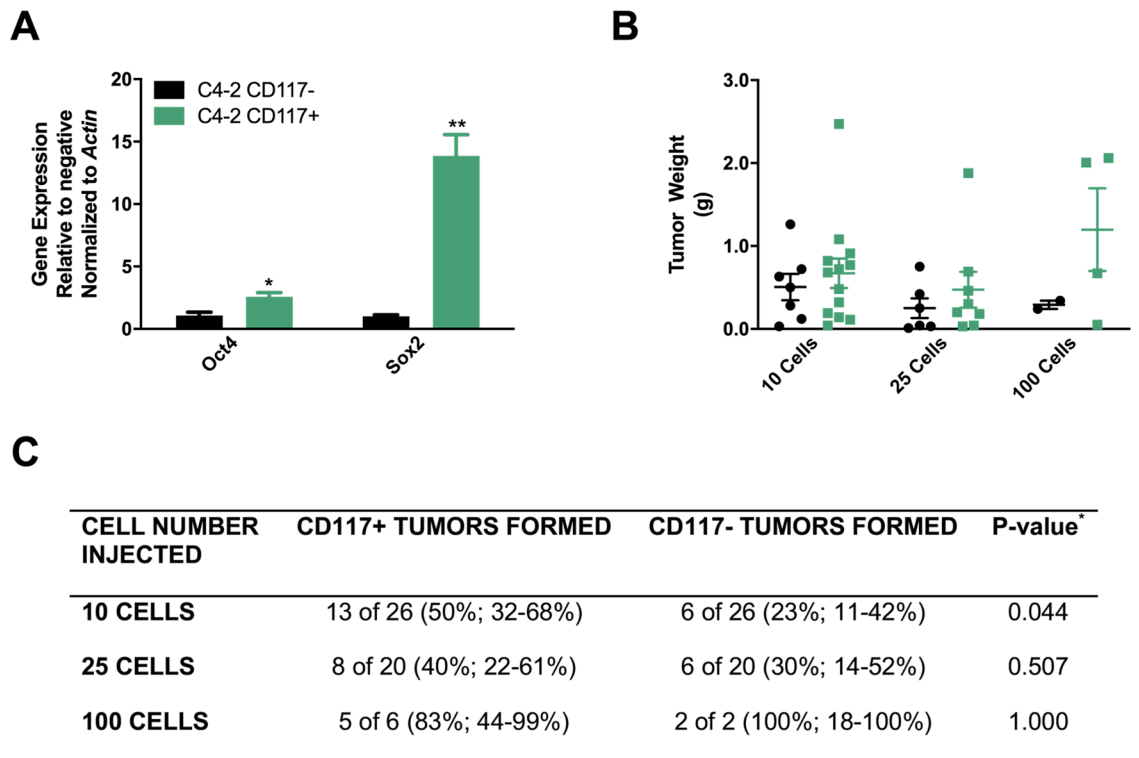 A
B
20
15
10
5
0
Gene Expression
Relative to negative
Normalized to Actin
C4-2 CD117-
C4-2 CD117+
*
**
Oct4
Sox2
3.0
2.0
1.0
0.0
Tumor Weight
(g)
10 Cells
25 Cells
100 Cells
C
CELL NUMBER INJECTED
CD117+ TUMORS FORMED
CD117- TUMORS FORMED
P-value*
10 CELLS 13 of 26 (50%; 32-68%) 6 of 26 (23%; 11-42%) 0.044
25 CELLS 8 of 20 (40%; 22-61%) 6 of 20 (30%; 14-52%) 0.507
100 CELLS 5 of 6 (83%; 44-99%) 2 of 2 (100%; 18-100%) 1.000